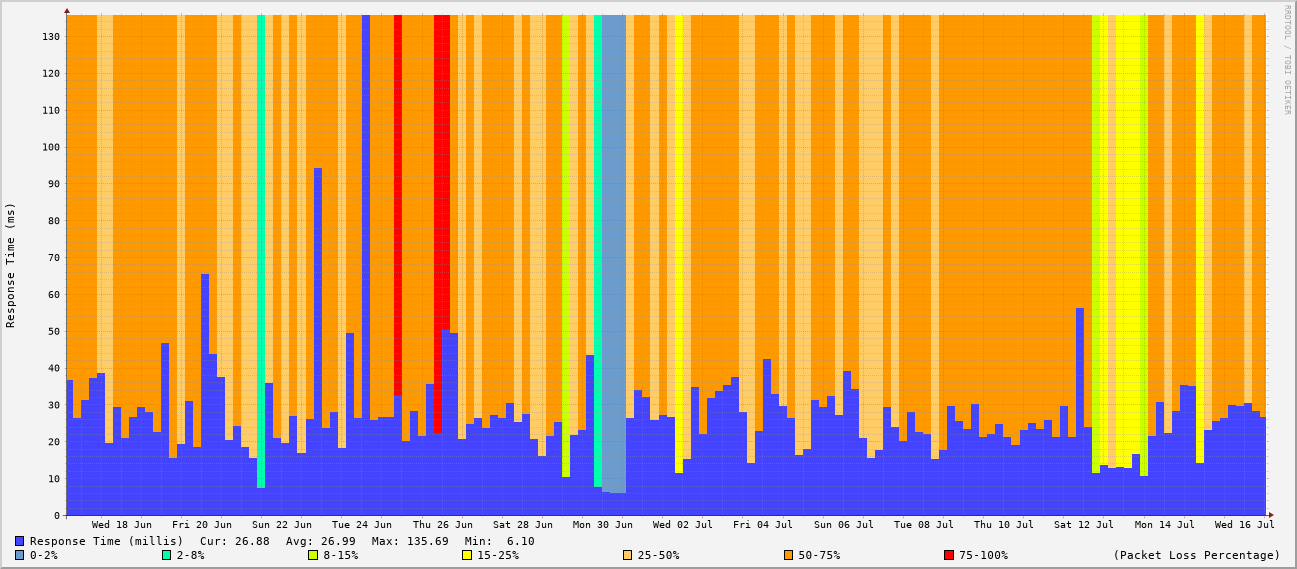 RRDTOOL / TOBI OETIKER
Response Time (ms)
130
120
110
100
90
80
70
60
50
40
30
20
10
0
Wed 18 Jun Fri 20 Jun Sun 22 Jun Tue 24 Jun Thu 26 Jun Sat 28 Jun Mon 30 Jun Wed 02 Jul Fri 04 Jul Sun 06 Jul Tue 08 Jul Thu 10 Jul Sat 12 Jul Mon 14 Jul Wed 16 Jul
Response Time (millis) Cur: 26.88 Avg: 26.99 Max: 135.69 Min: 6.10
0-2% 2-8% 8-15% 15-25% 25-50% 50-75% 75-100% (Packet Loss Percentage)